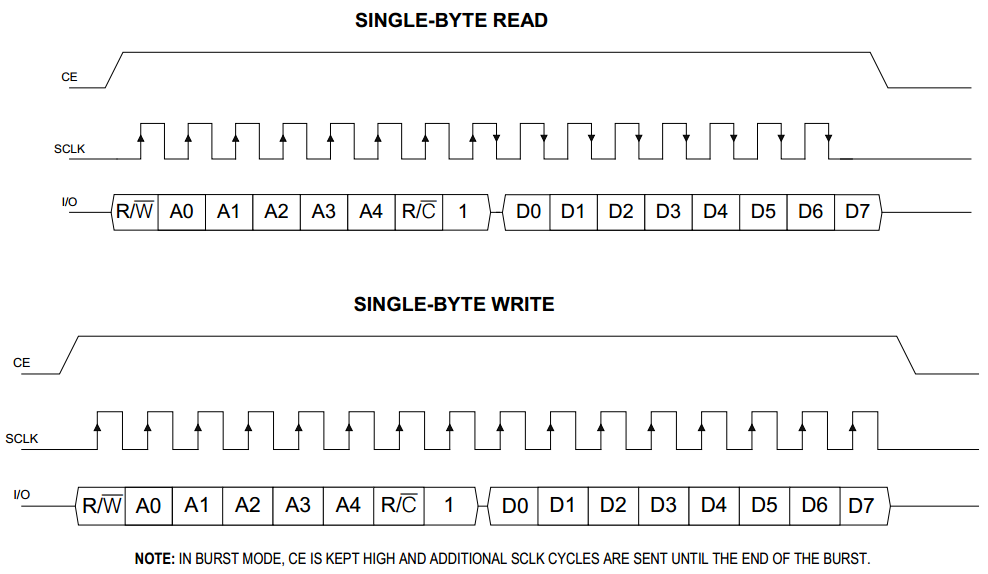 SINGLE-BYTE READ
CE
SCLK
I/O R/W̅ A0 A1 A2 A3 A4 R/C̅ 1 D0 D1 D2 D3 D4 D5 D6 D7
SINGLE-BYTE WRITE
CE
SCLK
I/O R/W̅ A0 A1 A2 A3 A4 R/C̅ 1 D0 D1 D2 D3 D4 D5 D6 D7
NOTE: IN BURST MODE, CE IS KEPT HIGH AND ADDITIONAL SCLK CYCLES ARE SENT UNTIL THE END OF THE BURST.